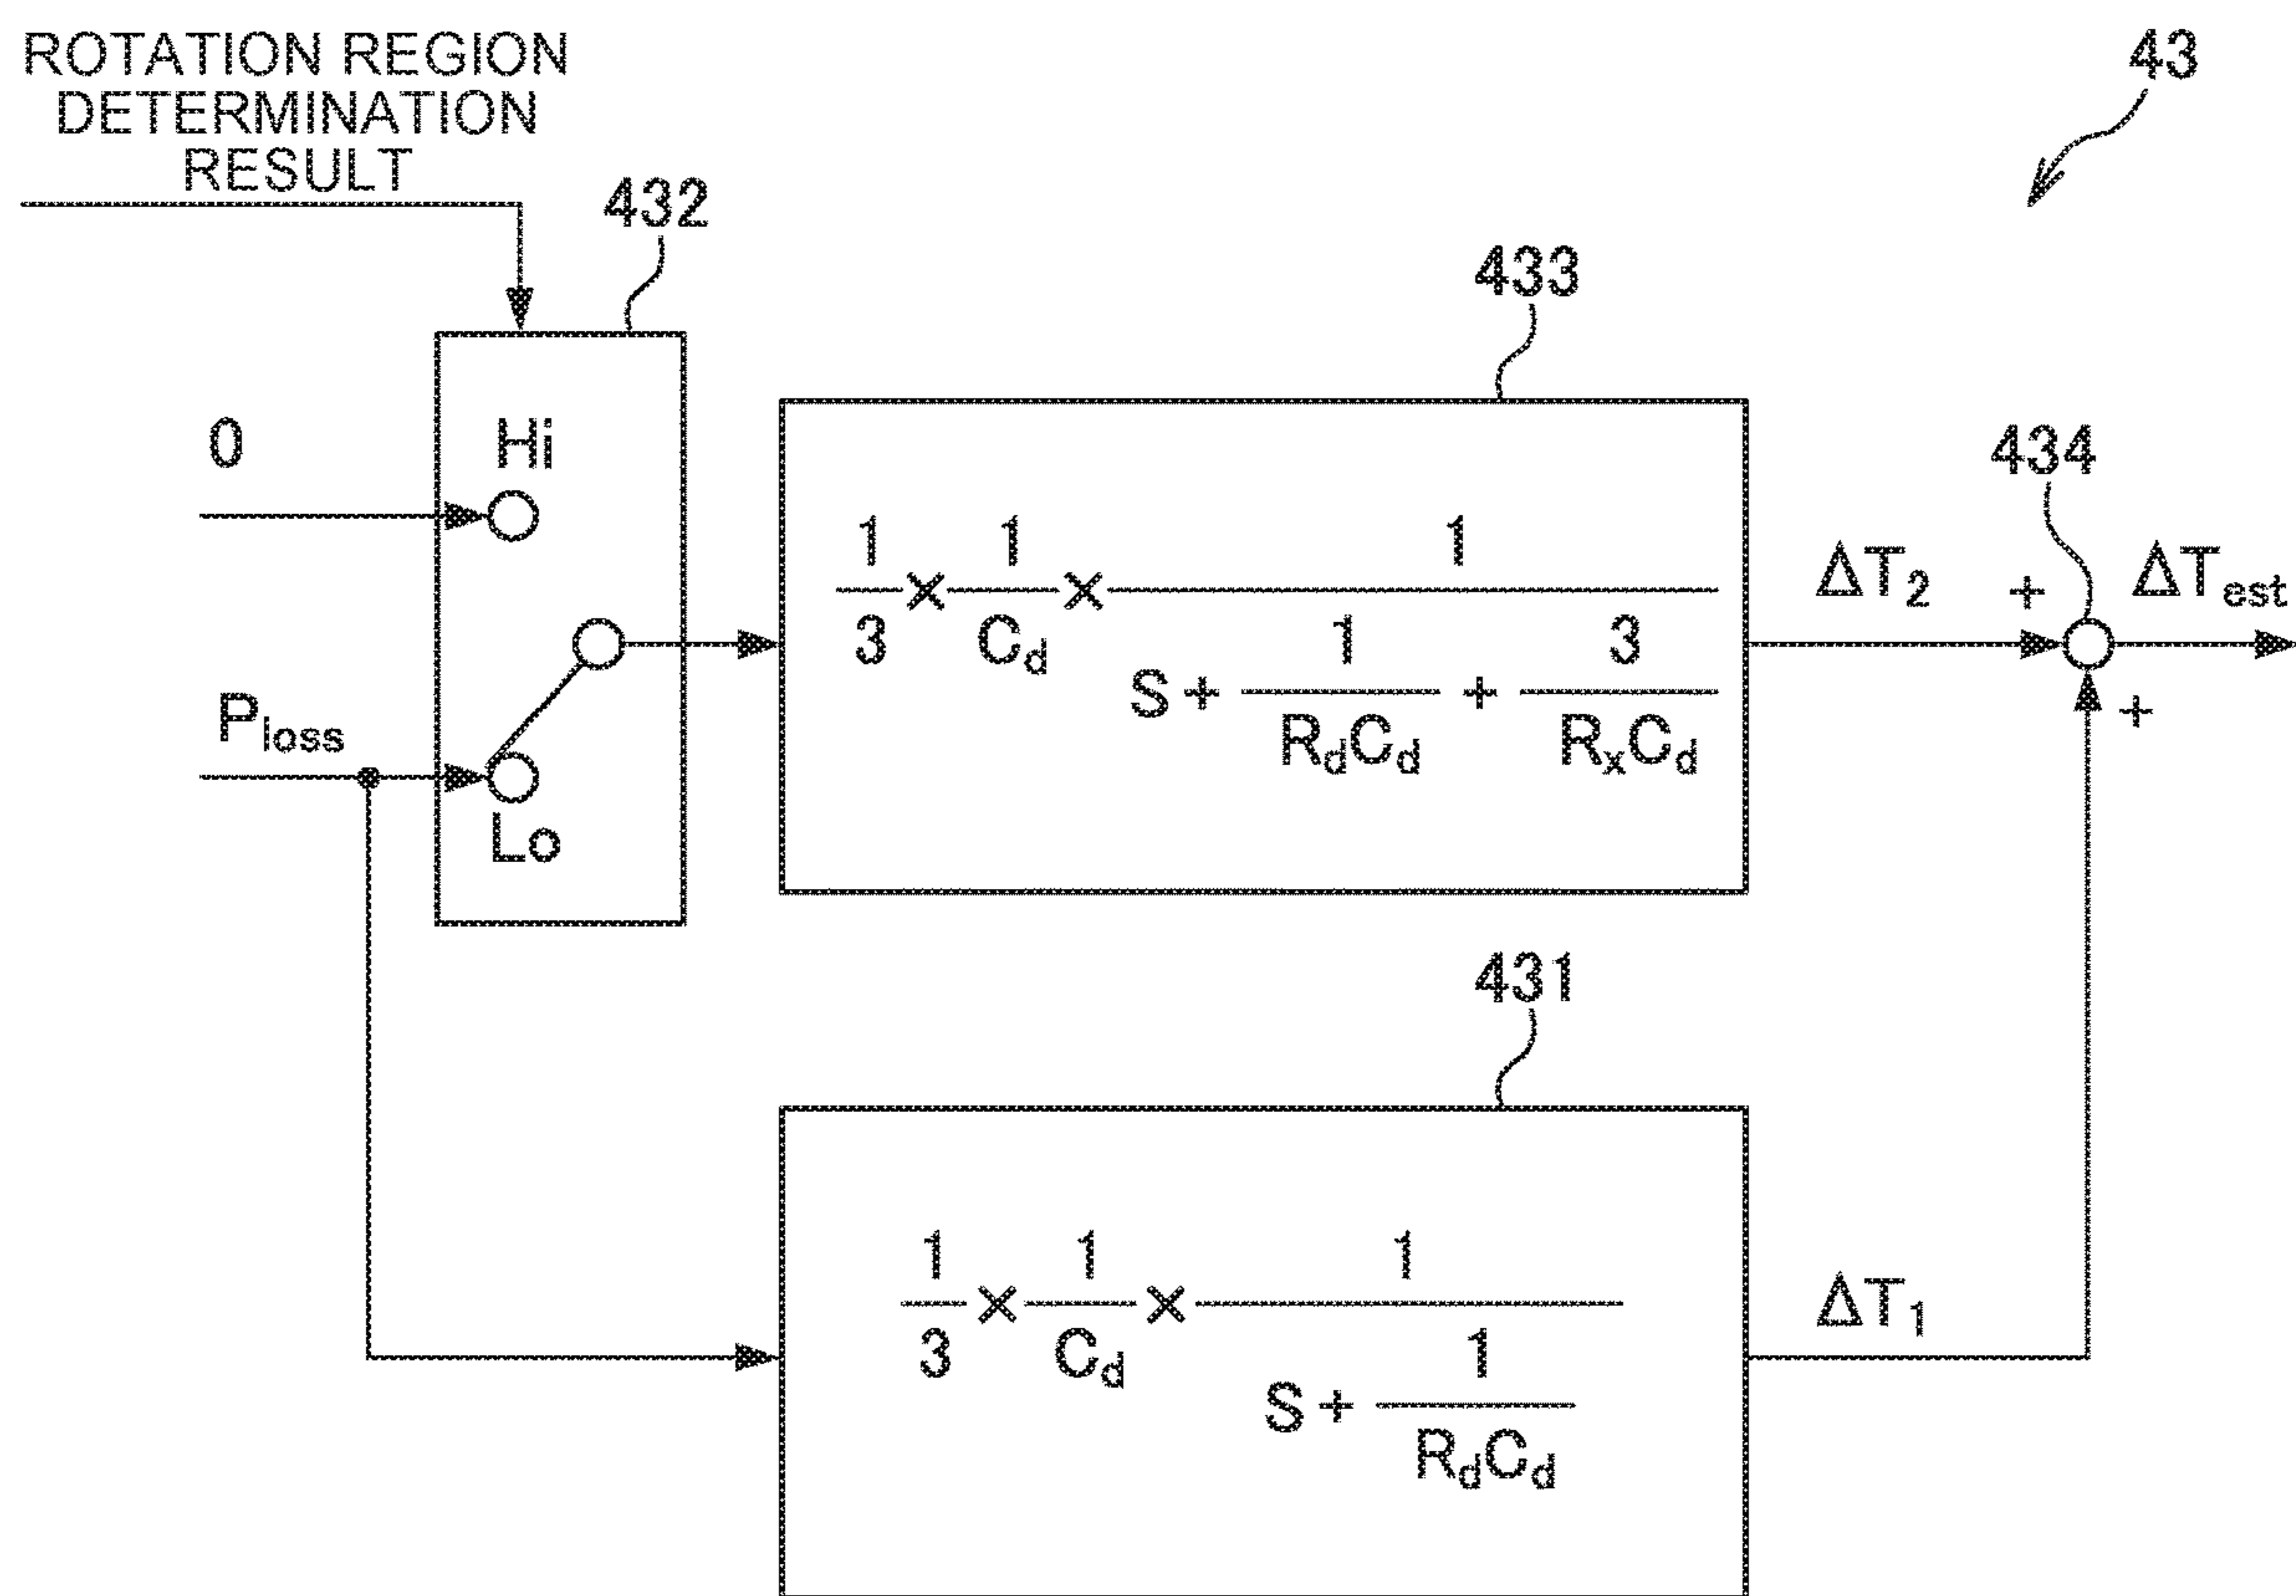 ROTATION REGION
DETERMINATION
RESULT
43
432
433
0
Hi
434
1/3 × 1/C_d × 1/(S + 1/(R_dC_d) + 3/(R_xC_d))
ΔT_2
+
ΔT_est
P_loss
+
Lo
431
1/3 × 1/C_d × 1/(S + 1/(R_dC_d))
ΔT_1